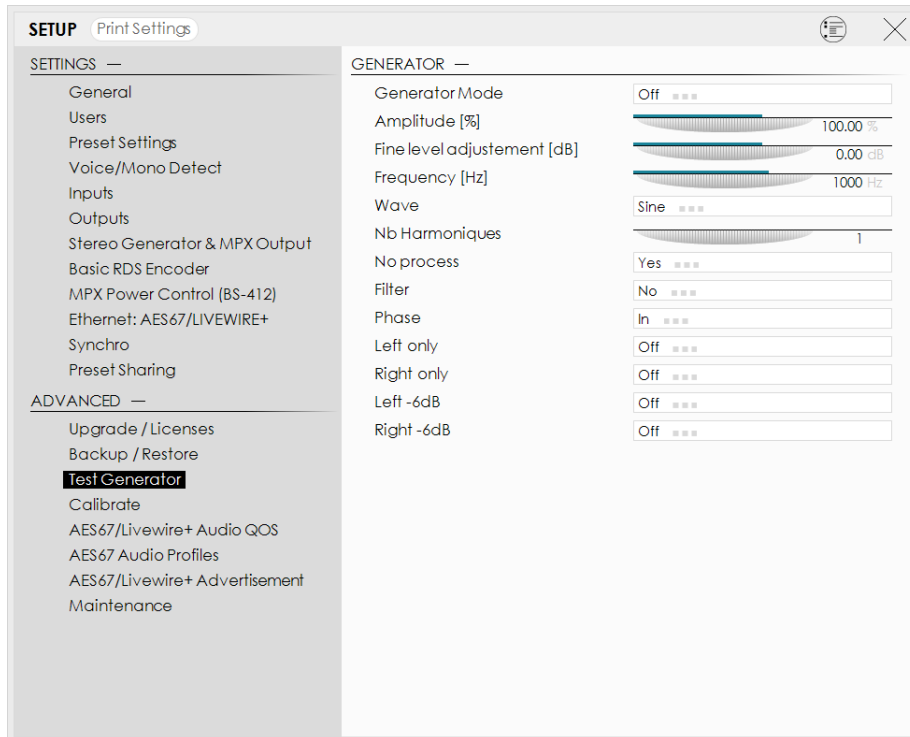 SETUP Print Settings
SETTINGS —
General
Users
Preset Settings
Voice/Mono Detect
Inputs
Outputs
Stereo Generator & MPX Output
Basic RDS Encoder
MPX Power Control (BS-412)
Ethernet: AES67/LIVEWIRE+
Synchro
Preset Sharing
ADVANCED —
Upgrade / Licenses
Backup / Restore
Test Generator
Calibrate
AES67/Livewire+ Audio QOS
AES67 Audio Profiles
AES67/Livewire+ Advertisement
Maintenance
GENERATOR —
Generator Mode Off
Amplitude [%] 100.00 %
Fine level adjustement [dB] 0.00 dB
Frequency [Hz] 1000 Hz
Wave Sine
Nb Harmoniques 1
No process Yes
Filter No
Phase In
Left only Off
Right only Off
Left -6dB Off
Right -6dB Off